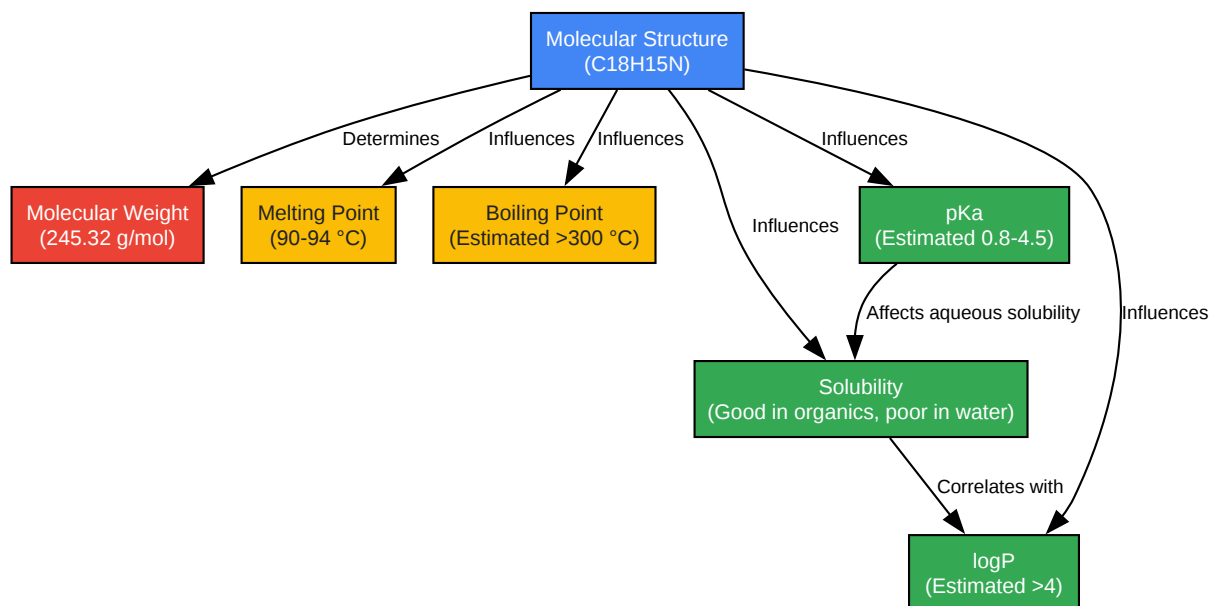 Molecular Structure
(C18H15N)
Determines
Influences
Influences
Influences
Molecular Weight
(245.32 g/mol)
Melting Point
(90-94 °C)
Boiling Point
(Estimated >300 °C)
pKa
(Estimated 0.8-4.5)
Influences
Affects aqueous solubility
Influences
Solubility
(Good in organics, poor in water)
Correlates with
logP
(Estimated >4)